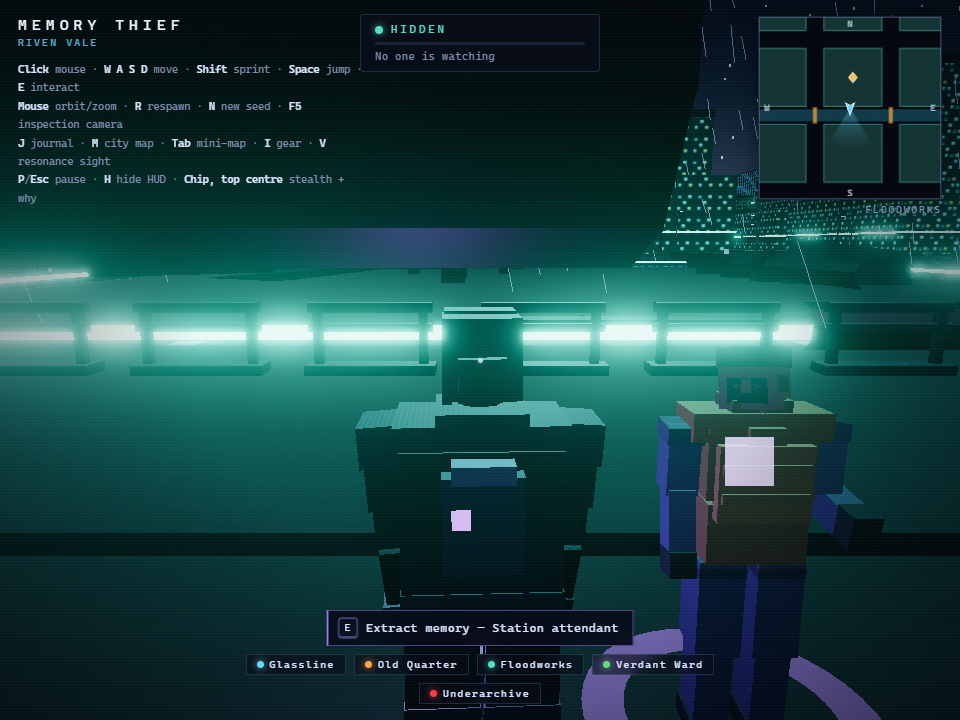 MEMORY THIEF
RIVEN VALE
Click mouse · W A S D move · Shift sprint · Space jump ·
E interact
Mouse orbit/zoom · R respawn · N new seed · F5
inspection camera
J journal · M city map · Tab mini-map · I gear · V
resonance sight
P/Esc pause · H hide HUD · Chip, top centre stealth +
why
HIDDEN
No one is watching
N
W
E
S
FLOODWORKS
E Extract memory — Station attendant
Glassline
Old Quarter
Floodworks
Verdant Ward
Underarchive